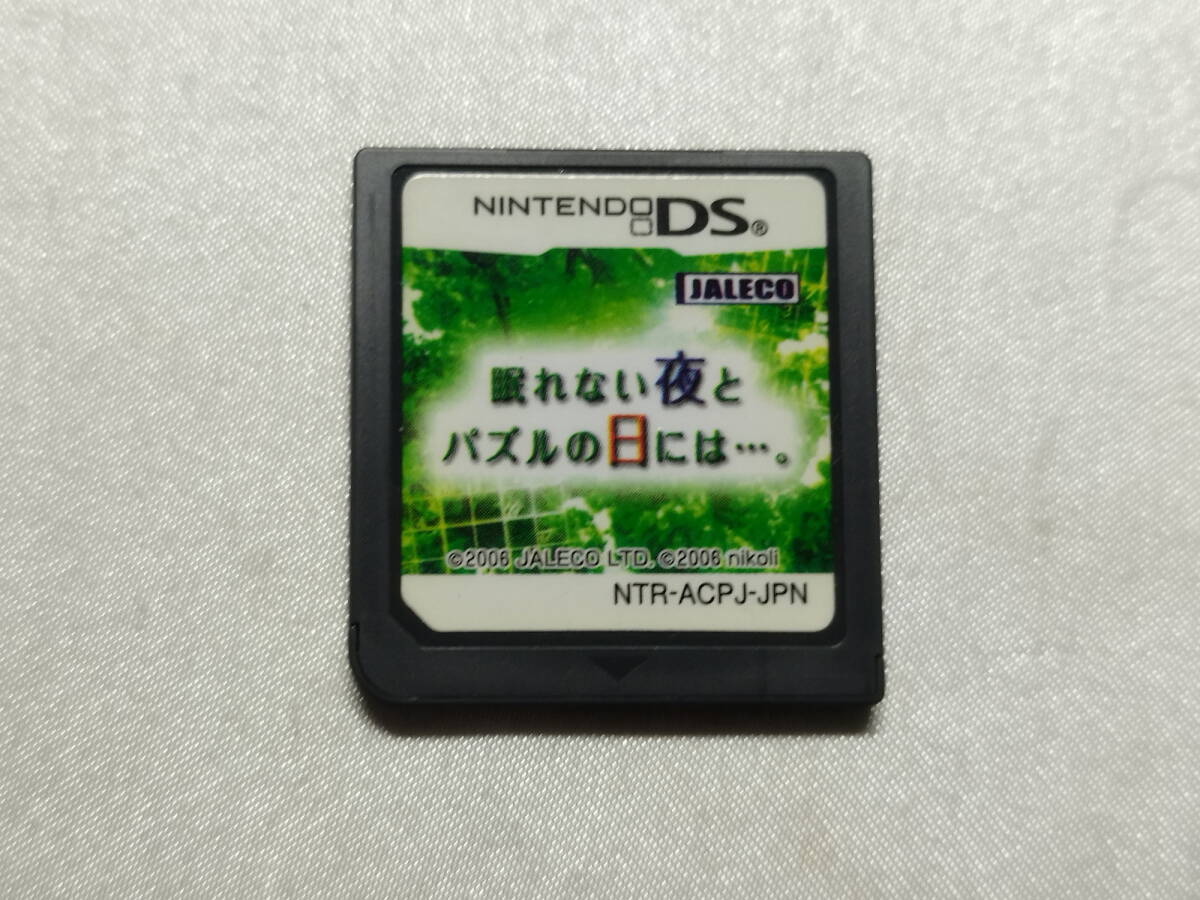 NINTENDO DS®
JALECO
眠れない夜と
パズルの日には…。
©2006 JALECO LTD. ©2006 nikoli
NTR-ACPJ-JPN